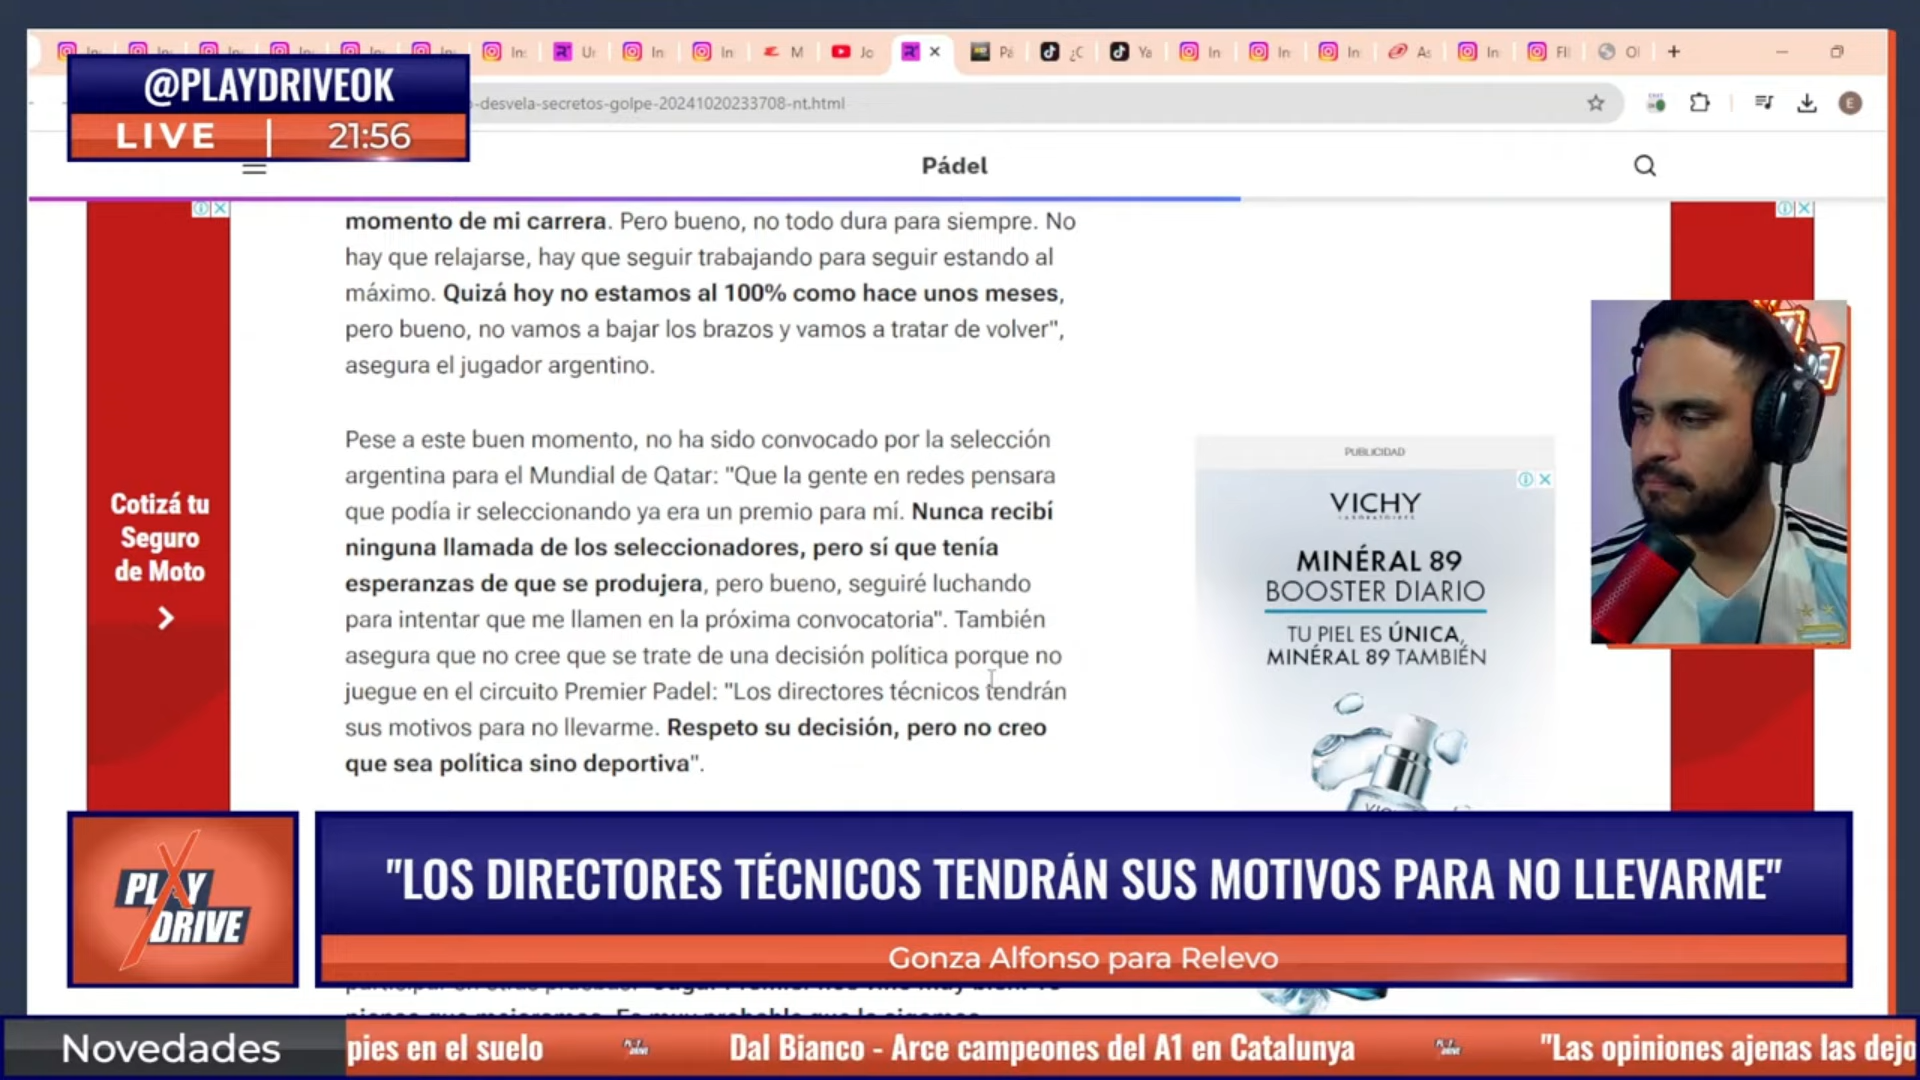 @PLAYDRIVEOK
LIVE | 21:56
-desvela-secretos-golpe-20241020233708-nt.html
Pádel
momento de mi carrera. Pero bueno, no todo dura para siempre. No
hay que relajarse, hay que seguir trabajando para seguir estando al
máximo. Quizá hoy no estamos al 100% como hace unos meses,
pero bueno, no vamos a bajar los brazos y vamos a tratar de volver",
asegura el jugador argentino.
Pese a este buen momento, no ha sido convocado por la selección
argentina para el Mundial de Qatar: "Que la gente en redes pensara
que podía ir seleccionando ya era un premio para mí. Nunca recibí
ninguna llamada de los seleccionadores, pero sí que tenía
esperanzas de que se produjera, pero bueno, seguiré luchando
para intentar que me llamen en la próxima convocatoria". También
asegura que no cree que se trate de una decisión política porque no
juegue en el circuito Premier Padel: "Los directores técnicos tendrán
sus motivos para no llevarme. Respeto su decisión, pero no creo
que sea política sino deportiva".
Cotizá tu
Seguro
de Moto
PUBLICIDAD
VICHY
LABORATOIRES
MINÉRAL 89
BOOSTER DIARIO
TU PIEL ES ÚNICA,
MINÉRAL 89 TAMBIÉN
PLAY
DRIVE
"LOS DIRECTORES TÉCNICOS TENDRÁN SUS MOTIVOS PARA NO LLEVARME"
Gonza Alfonso para Relevo
Novedades
pies en el suelo
Dal Bianco - Arce campeones del A1 en Catalunya
"Las opiniones ajenas las dejo